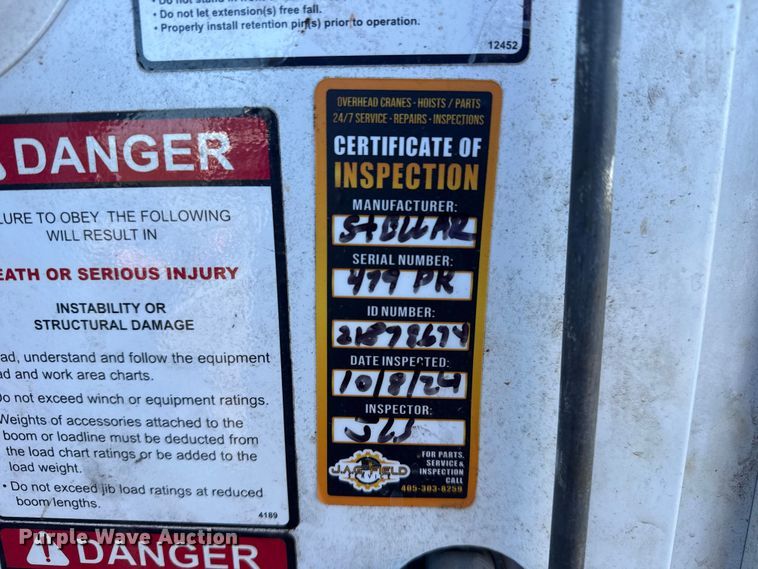 • Do not let extension(s) free fall.
• Properly install retention pin(s) prior to operation.
12452
DANGER
LURE TO OBEY THE FOLLOWING
WILL RESULT IN
EATH OR SERIOUS INJURY
INSTABILITY OR
STRUCTURAL DAMAGE
ad, understand and follow the equipment
ad and work area charts.
Do not exceed winch or equipment ratings.
Weights of accessories attached to the
boom or loadline must be deducted from
the load chart ratings or be added to the
load weight.
• Do not exceed jib load ratings at reduced
boom lengths.
4189
DANGER
OVERHEAD CRANES - HOISTS / PARTS
24/7 SERVICE - REPAIRS - INSPECTIONS
CERTIFICATE OF
INSPECTION
MANUFACTURER:
STELLAR
SERIAL NUMBER:
479 PR
ID NUMBER:
DATE INSPECTED:
10/8/24
INSPECTOR:
J.A.G. FIELD
SERVICE
FOR PARTS,
SERVICE &
INSPECTION
CALL
405-303-8259
Purple Wave Auction